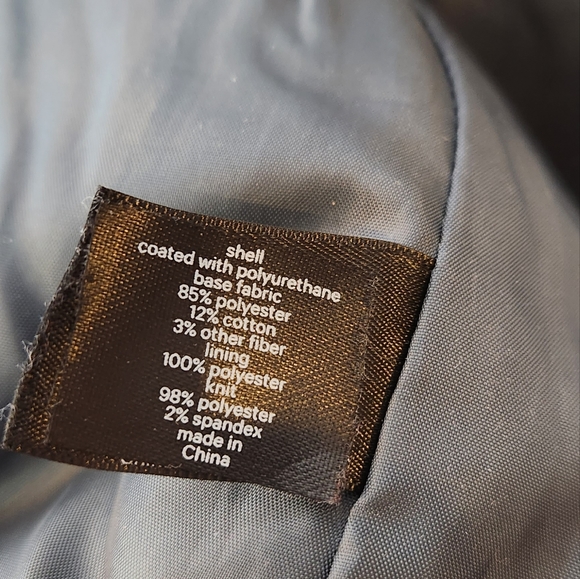 shell
coated with polyurethane
base fabric
85% polyester
12% cotton
3% other fiber
lining
100% polyester
knit
98% polyester
2% spandex
made in
China